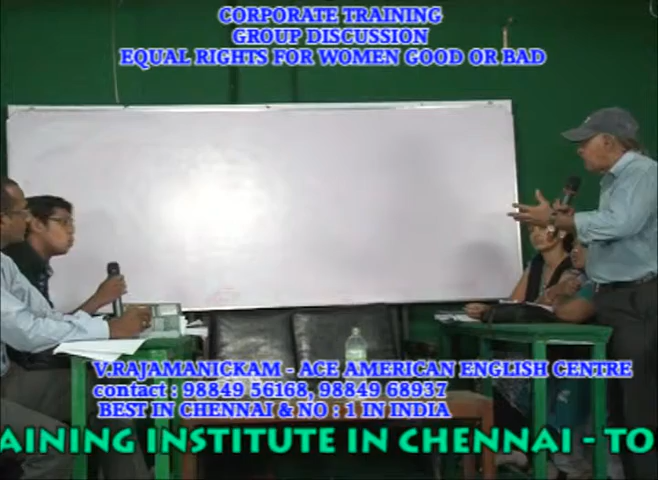 CORPORATE TRAINING
GROUP DISCUSSION
EQUAL RIGHTS FOR WOMEN GOOD OR BAD
V.RAJAMANICKAM - ACE AMERICAN ENGLISH CENTRE
contact : 98849 56168, 98849 68937
BEST IN CHENNAI & NO : 1 IN INDIA
AINING INSTITUTE IN CHENNAI - TO